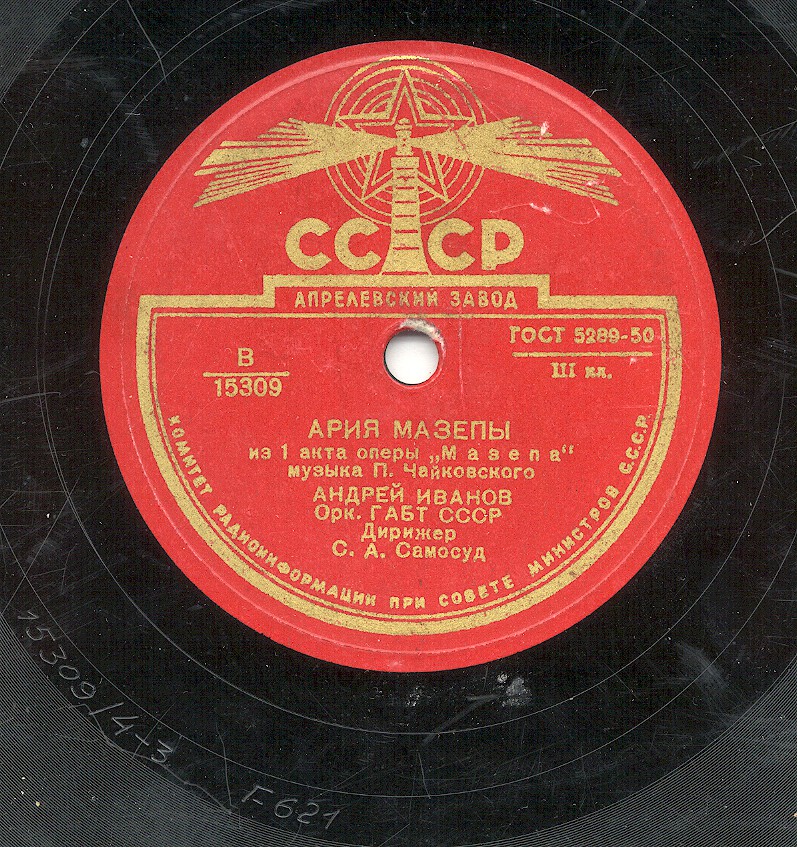 СССР
АПРЕЛЕВСКИЙ ЗАВОД
ГОСТ 5289-50
III кл.
В
15309
АРИЯ МАЗЕПЫ
из 1 акта оперы „Мазепа“
музыка П. Чайковского
АНДРЕЙ ИВАНОВ
Орк. ГАБТ СССР
Дирижер
С. А. Самосуд
КОМИТЕТ РАДИОИНФОРМАЦИИ ПРИ СОВЕТЕ МИНИСТРОВ С.С.С.Р.
15309/4-3
Г-621